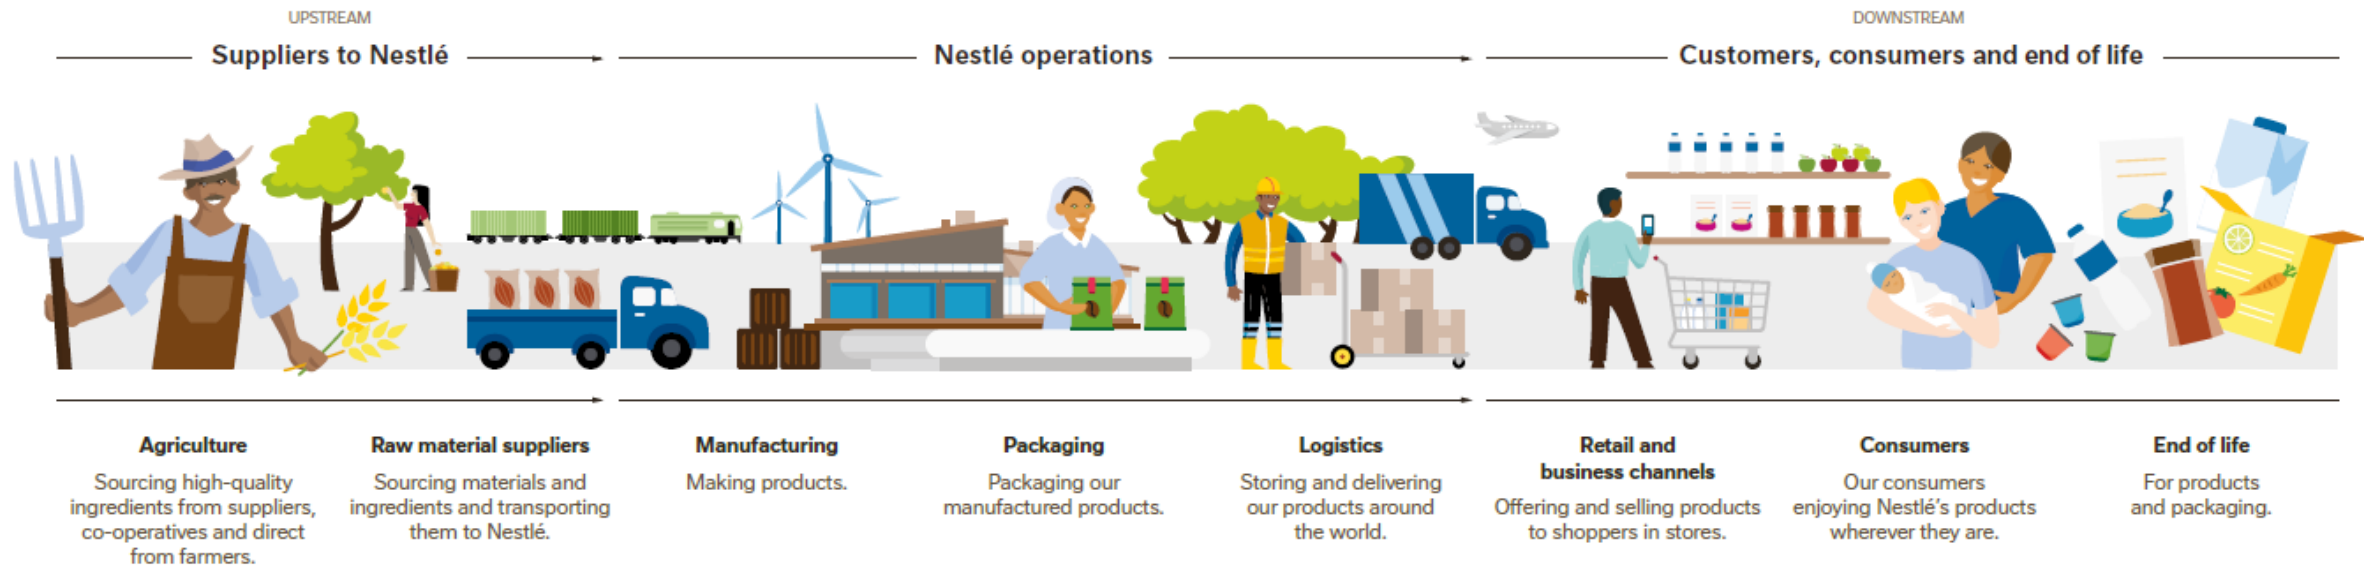 UPSTREAM
Suppliers to Nestlé
Nestlé operations
DOWNSTREAM
Customers, consumers and end of life
Agriculture
Sourcing high-quality
ingredients from suppliers,
co-operatives and direct
from farmers.
Raw material suppliers
Sourcing materials and
ingredients and transporting
them to Nestlé.
Manufacturing
Making products.
Packaging
Packaging our
manufactured products.
Logistics
Storing and delivering
our products around
the world.
Retail and
business channels
Offering and selling products
to shoppers in stores.
Consumers
Our consumers
enjoying Nestlé’s products
wherever they are.
End of life
For products
and packaging.